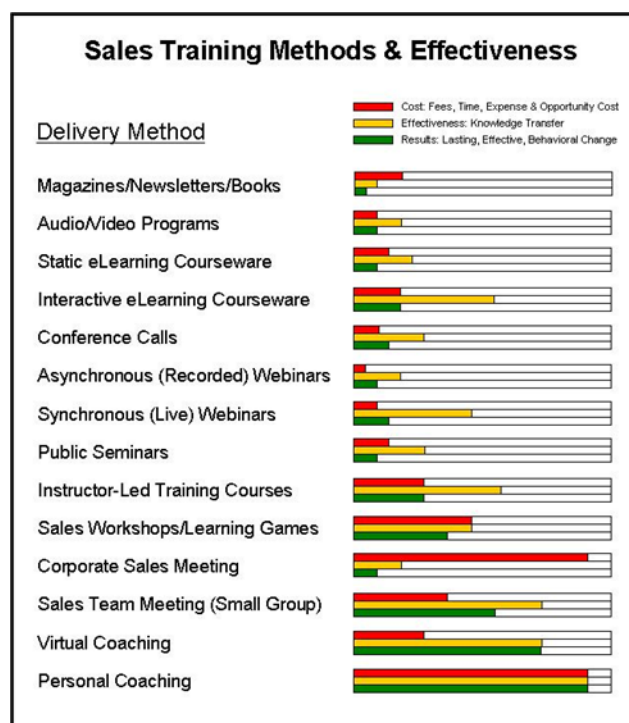 Sales Training Methods & Effectiveness
Cost: Fees, Time, Expense & Opportunity Cost
Delivery Method
Effectiveness: Knowledge Transfer
Results: Lasting, Effective, Behavioral Change
Magazines/Newsletters/Books
Audio/Video Programs
Static eLearning Courseware
Interactive eLearning Courseware
Conference Calls
Asynchronous (Recorded) Webinars
Synchronous (Live) Webinars
Public Seminars
Instructor-Led Training Courses
Sales Workshops/Learning Games
Corporate Sales Meeting
Sales Team Meeting (Small Group)
Virtual Coaching
Personal Coaching